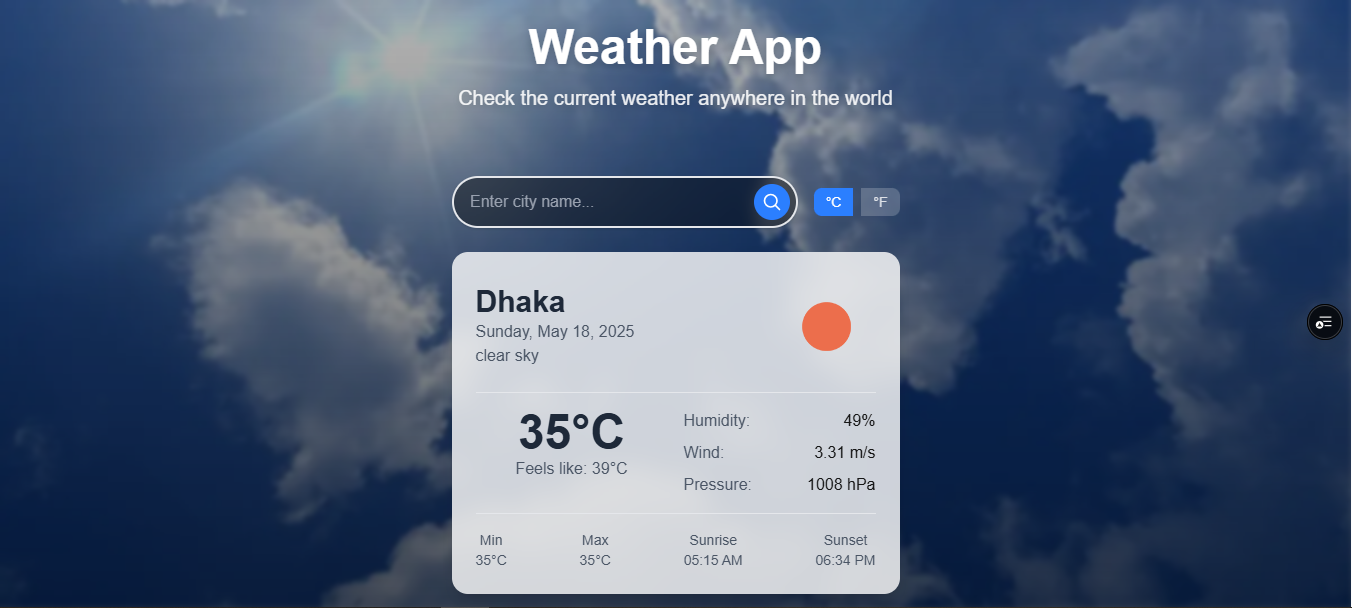 Weather App
Check the current weather anywhere in the world
Enter city name...
°C °F
Dhaka
Sunday, May 18, 2025
clear sky
35°C
Feels like: 39°C
Humidity: 49%
Wind: 3.31 m/s
Pressure: 1008 hPa
Min Max Sunrise Sunset
35°C 35°C 05:15 AM 06:34 PM